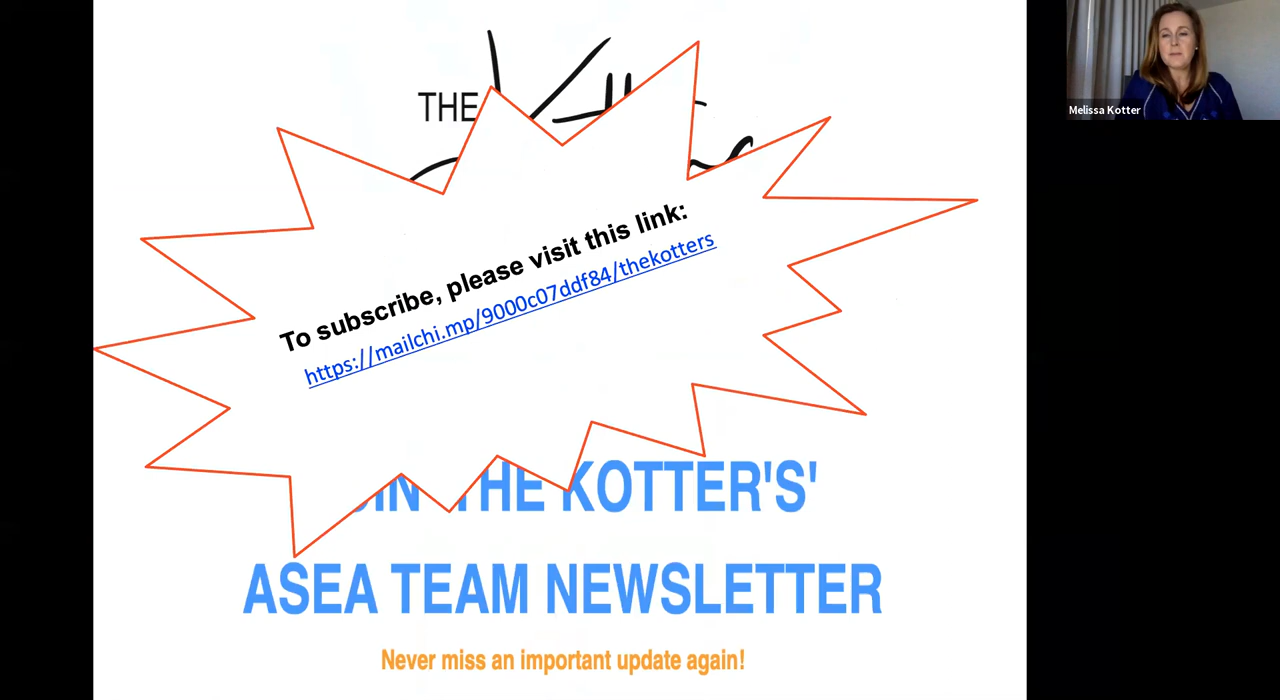 THE
To subscribe, please visit this link:
https://mailchi.mp/9000c07ddf84/thekotters
THE KOTTER'S'
ASEA TEAM NEWSLETTER
Never miss an important update again!
Melissa Kotter